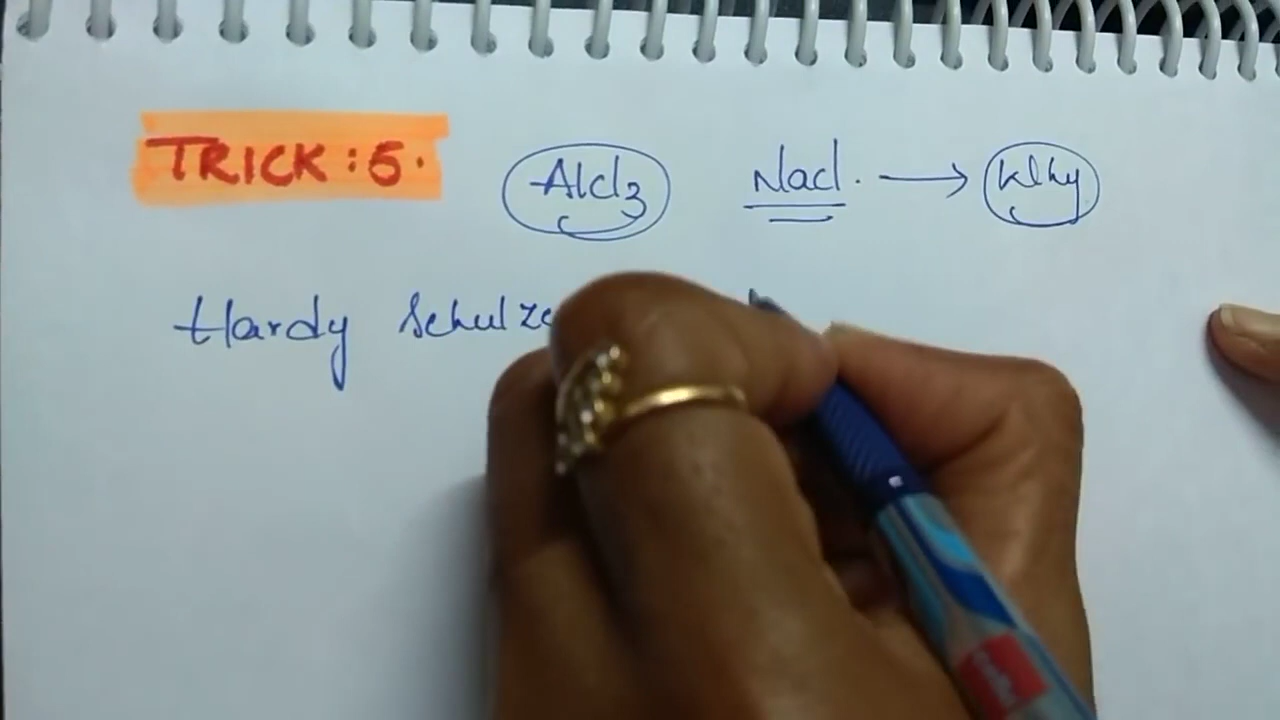 TRICK : 5.
AlCl3 NaCl. → Why
Hardy Schulze